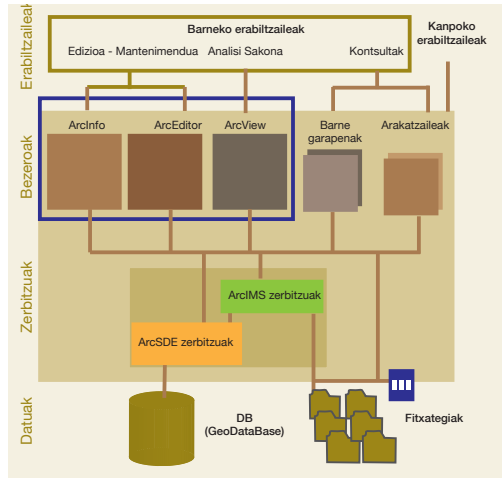 Barneko erabiltzaileak
Edizioa - Mantenimendua
Analisi Sakona
Kontsultak
Kanpoko
erabiltzaileak
Erabiltzaileak
ArcInfo
ArcEditor
ArcView
Barne
garapenak
Arakatzaileak
Bezeroak
Zerbitzuak
ArcIMS zerbitzuak
ArcSDE zerbitzuak
Datuak
DB
(GeoDataBase)
Fitxategiak